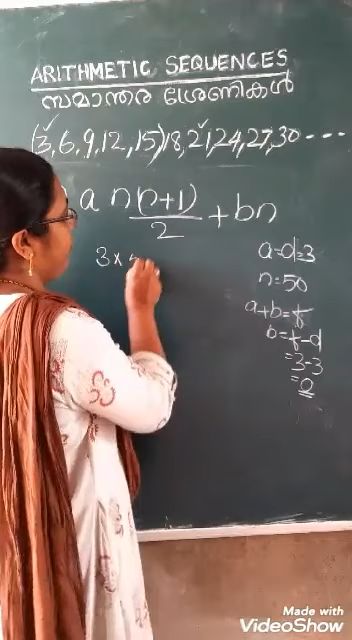 ARITHMETIC SEQUENCES
സമാന്തര ശ്രേണികൾ
(3, 6, 9, 12, 15) 18, 21, 24, 27, 30 ----
a n(n+1)/2 + bn
3 ×
a=d=3
n=50
a+b=f
b=f-d
=3-3
=0
Made with
VideoShow